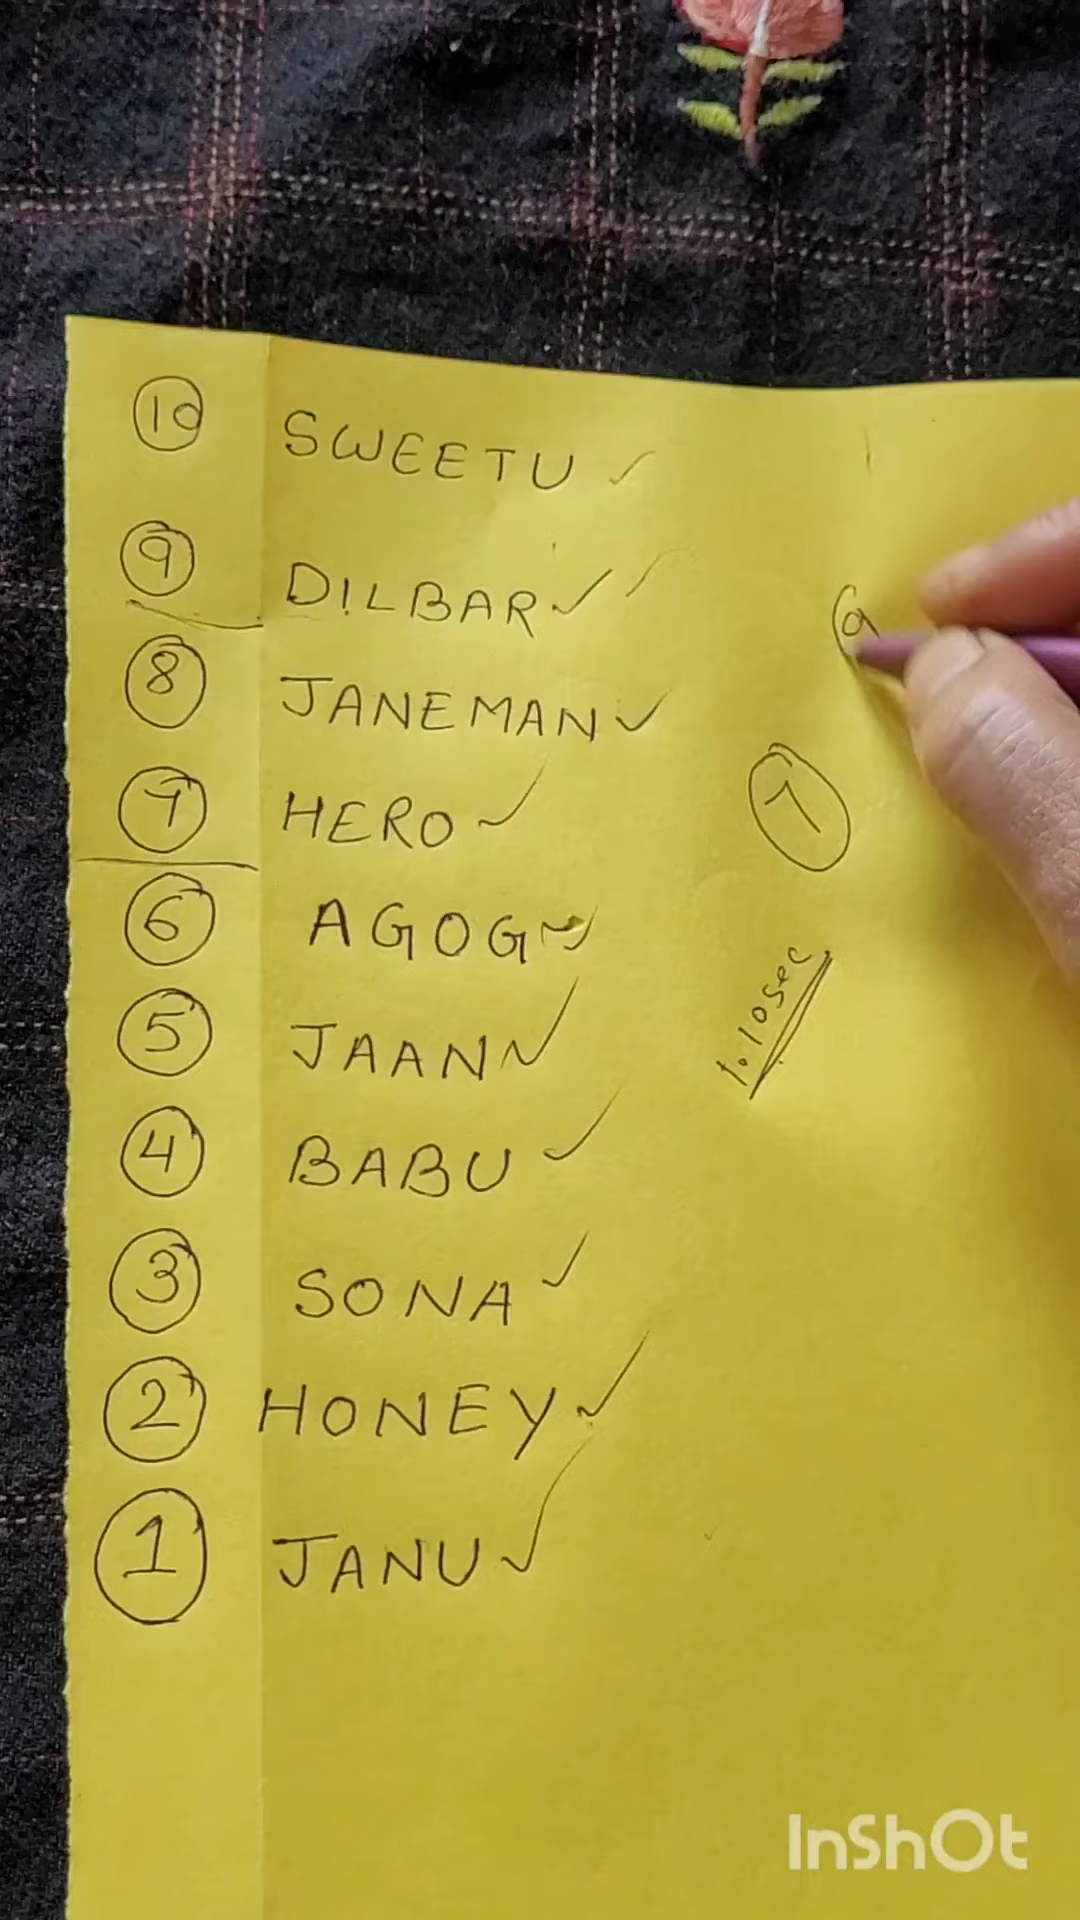 10 SWEETU
9 DILBAR
9
8 JANEMAN
7 HERO
7
6 AGOG
5 JAAN
10sec
4 BABU
3 SONA
2 HONEY
1 JANU
InShOt